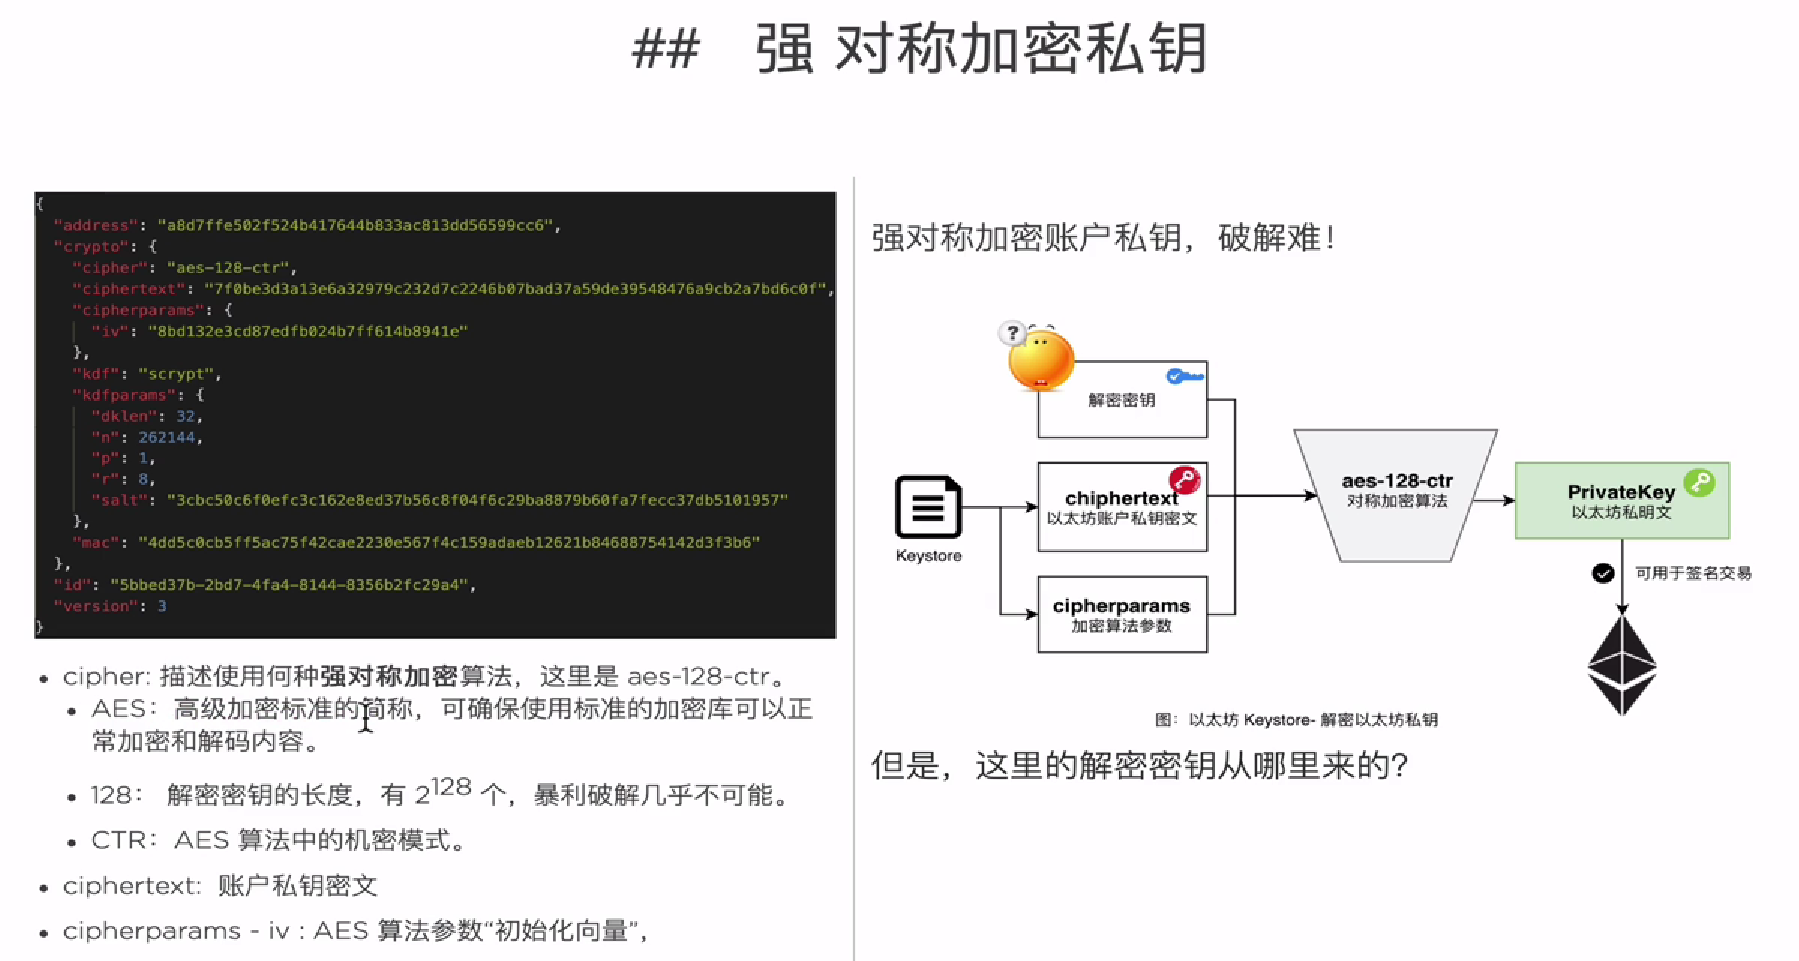 ## 强 对称加密私钥
{
"address": "a8d7ffe502f524b417644b833ac813dd56599cc6",
"crypto": {
"cipher": "aes-128-ctr",
"ciphertext": "7f0be3d3a13e6a32979c232d7c2246b07bad37a59de39548476a9cb2a7bd6c0f",
"cipherparams": {
"iv": "8bd132e3cd87edfb024b7ff614b8941e"
},
"kdf": "scrypt",
"kdfparams": {
"dklen": 32,
"n": 262144,
"p": 1,
"r": 8,
"salt": "3cbc50c6f0efc3c162e8ed37b56c8f04f6c29ba8879b60fa7fecc37db5101957"
},
"mac": "4dd5c0cb5ff5ac75f42cae2230e567f4c159adaeb12621b84688754142d3f3b6"
},
"id": "5bbed37b-2bd7-4fa4-8144-8356b2fc29a4",
"version": 3
}
• cipher: 描述使用何种强对称加密算法，这里是 aes-128-ctr。
• AES：高级加密标准的简称，可确保使用标准的加密库可以正
常加密和解码内容。
• 128： 解密密钥的长度，有 2^128 个，暴利破解几乎不可能。
• CTR：AES 算法中的机密模式。
• ciphertext: 账户私钥密文
• cipherparams - iv : AES 算法参数“初始化向量”，
强对称加密账户私钥，破解难！
?
解密密钥
Keystore
chiphertext
以太坊账户私钥密文
cipherparams
加密算法参数
aes-128-ctr
对称加密算法
PrivateKey
以太坊私明文
可用于签名交易
图：以太坊 Keystore- 解密以太坊私钥
但是，这里的解密密钥从哪里来的？